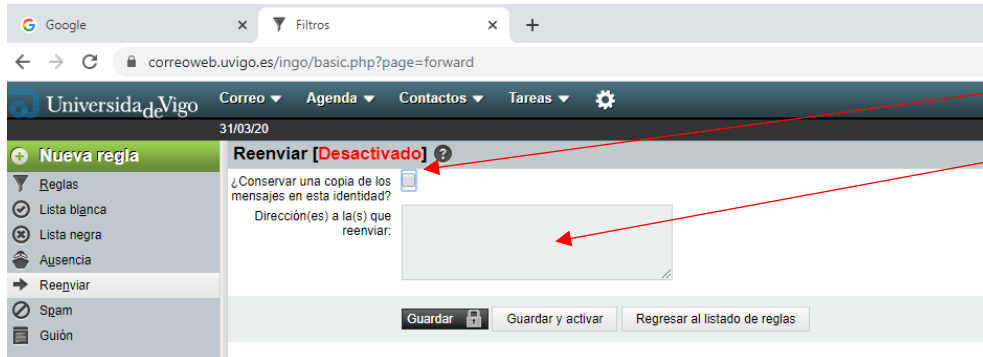 Google
Filtros
correoweb.uvigo.es/ingo/basic.php?page=forward
UniversidadeVigo
Correo Agenda Contactos Tareas
31/03/20
Nueva regla
Reenviar [Desactivado]
Reglas
¿Conservar una copia de los
mensajes en esta identidad?
Lista blanca
Dirección(es) a la(s) que
reenviar:
Lista negra
Ausencia
Reenviar
Spam
Guión
Guardar Guardar y activar Regresar al listado de reglas